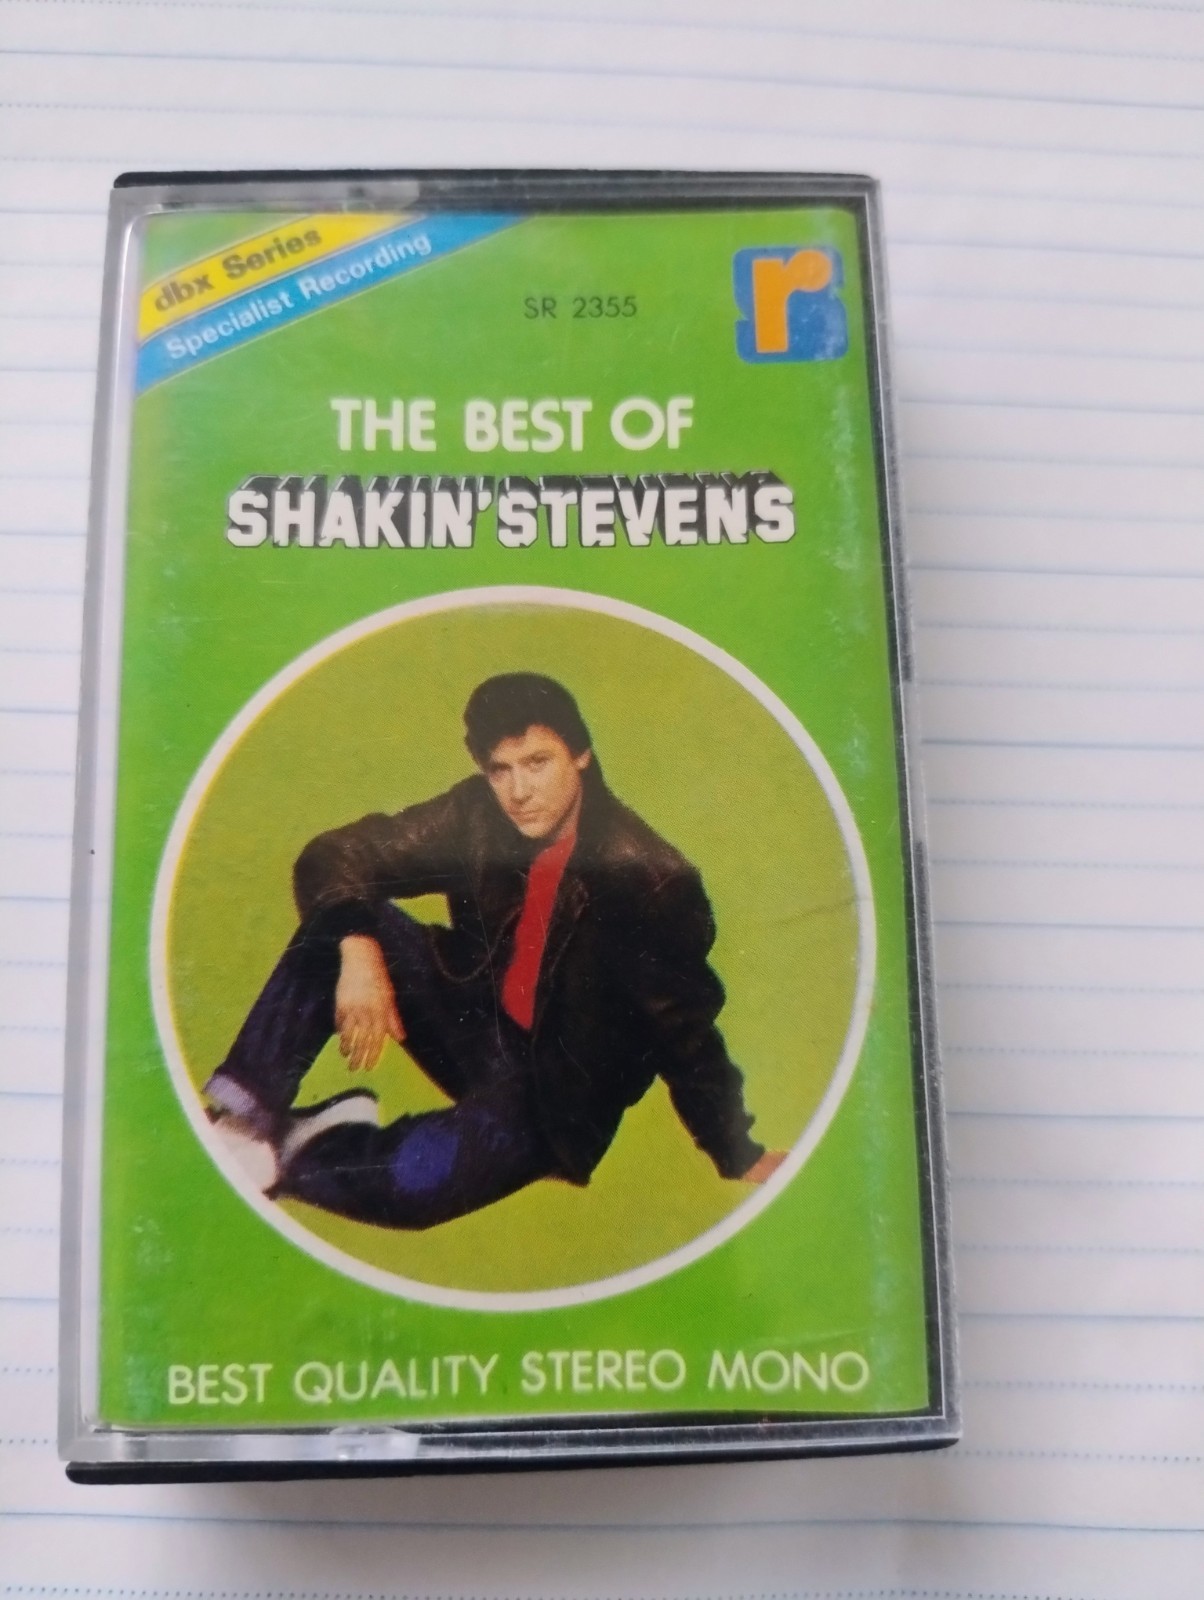 dbx Series
Specialist Recording
SR 2355
r
THE BEST OF
SHAKIN' STEVENS
BEST QUALITY STEREO MONO